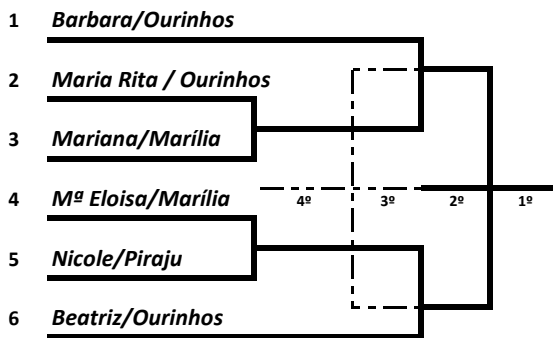 1 Barbara/Ourinhos
2 Maria Rita / Ourinhos
3 Mariana/Marília
4 Mª Eloisa/Marília
4º 3º 2º 1º
5 Nicole/Piraju
6 Beatriz/Ourinhos